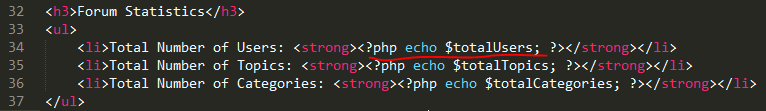 32 <h3>Forum Statistics</h3>
33 <ul>
34 <li>Total Number of Users: <strong><?php echo $totalUsers; ?></strong></li>
35 <li>Total Number of Topics: <strong><?php echo $totalTopics; ?></strong></li>
36 <li>Total Number of Categories: <strong><?php echo $totalCategories; ?></strong></li>
37 </ul>